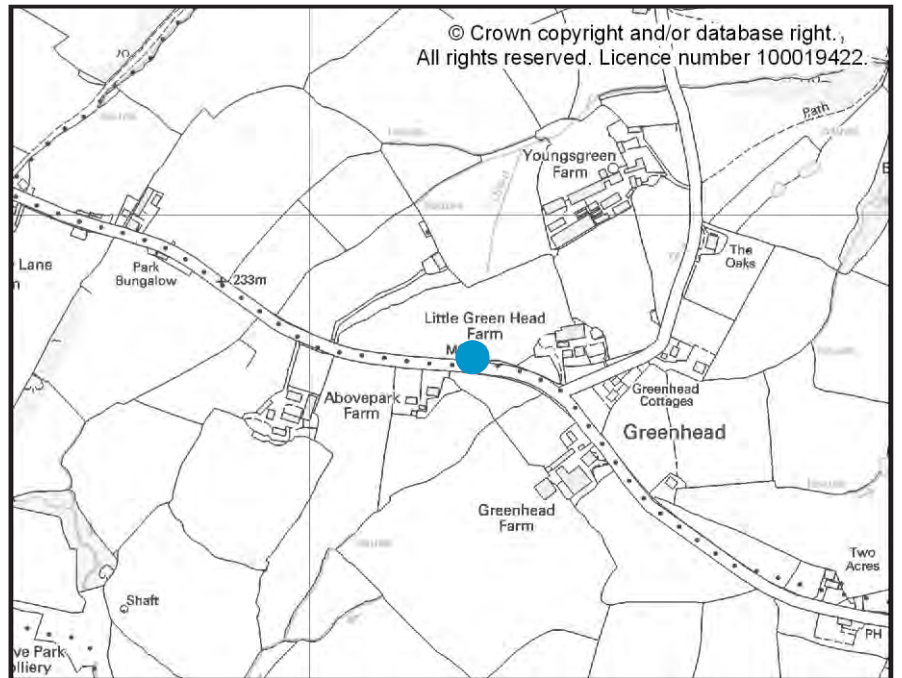 © Crown copyright and/or database right.
All rights reserved. Licence number 100019422.
Path
Youngsgreen
Farm
The
Oaks
Lane
Park
Bungalow
233m
Little Green Head
Farm
Abovepark
Farm
Greenhead
Cottages
Greenhead
Greenhead
Farm
Two
Acres
Shaft
PH
ve Park
lliery